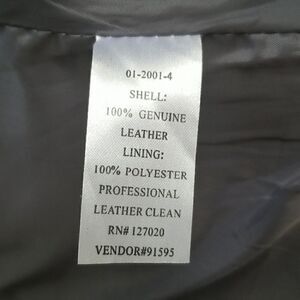 01-2001-4
SHELL:
100% GENUINE
LEATHER
LINING:
100% POLYESTER
PROFESSIONAL
LEATHER CLEAN
RN# 127020
VENDOR#91595